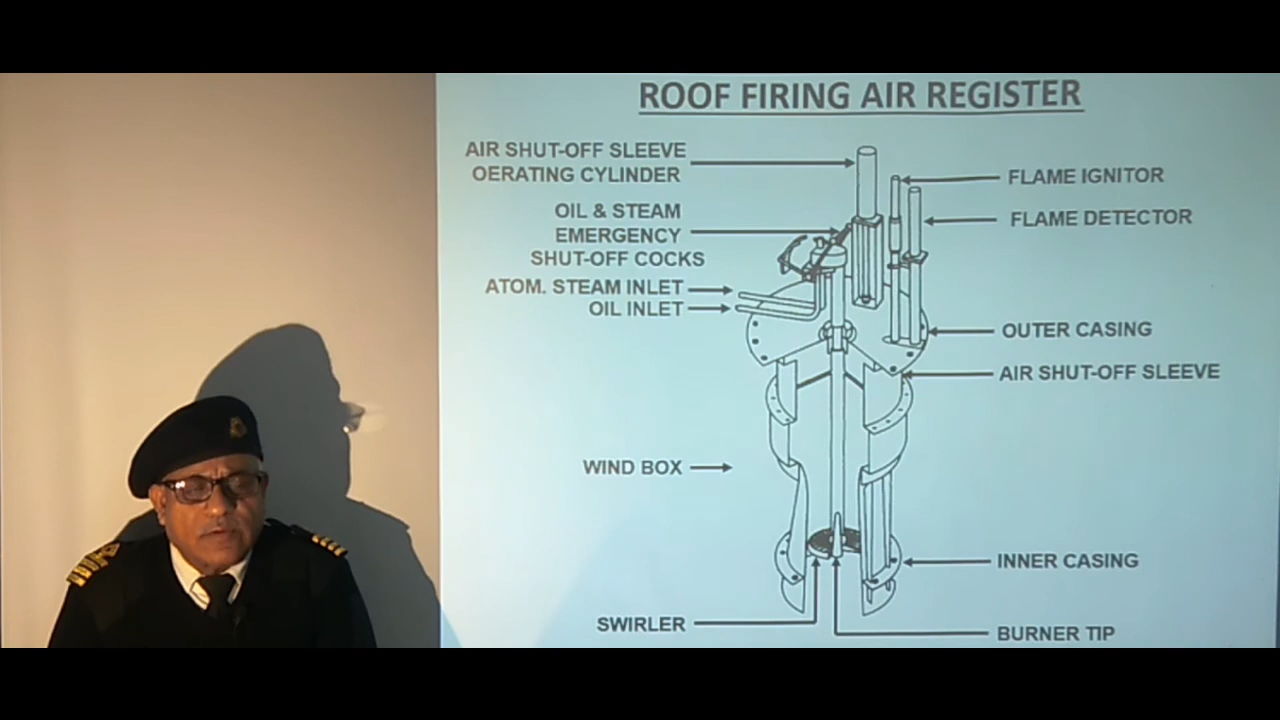 ROOF FIRING AIR REGISTER
AIR SHUT-OFF SLEEVE
OERATING CYLINDER
OIL & STEAM
EMERGENCY
SHUT-OFF COCKS
ATOM. STEAM INLET
OIL INLET
WIND BOX
SWIRLER
FLAME IGNITOR
FLAME DETECTOR
OUTER CASING
AIR SHUT-OFF SLEEVE
INNER CASING
BURNER TIP